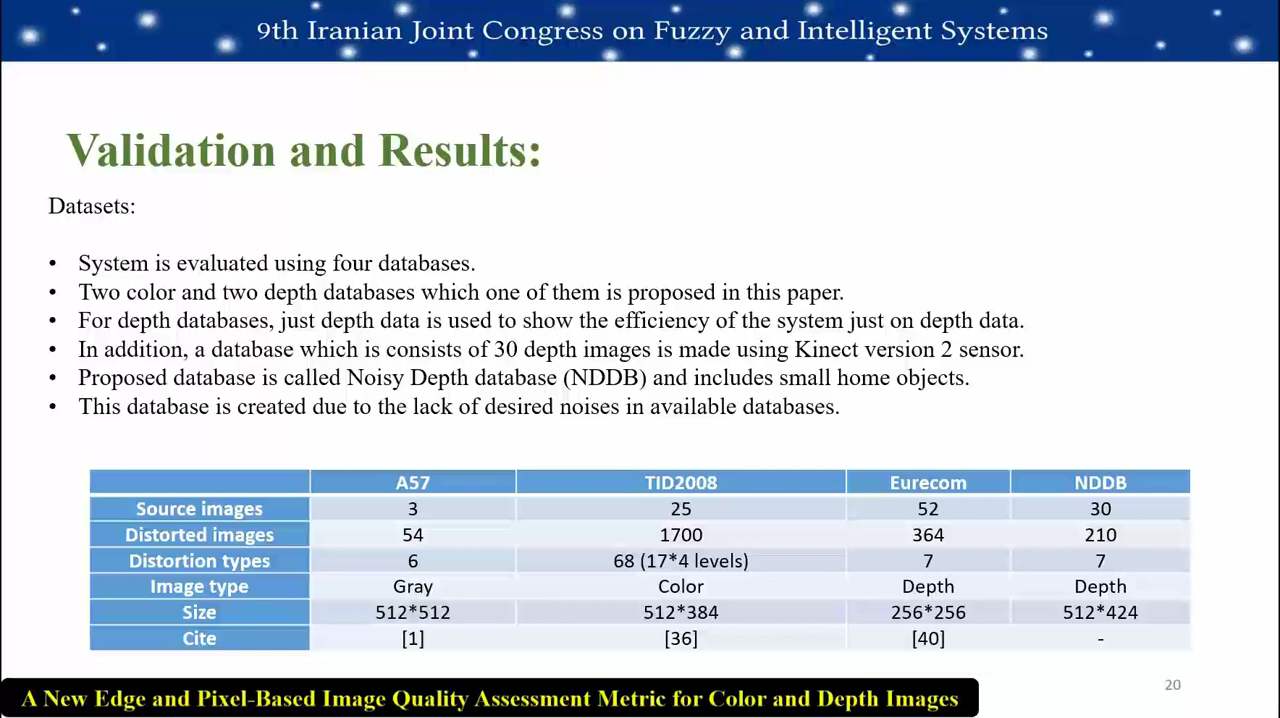 9th Iranian Joint Congress on Fuzzy and Intelligent Systems
Validation and Results:
Datasets:
• System is evaluated using four databases.
• Two color and two depth databases which one of them is proposed in this paper.
• For depth databases, just depth data is used to show the efficiency of the system just on depth data.
• In addition, a database which is consists of 30 depth images is made using Kinect version 2 sensor.
• Proposed database is called Noisy Depth database (NDDB) and includes small home objects.
• This database is created due to the lack of desired noises in available databases.
A57 TID2008 Eurecom NDDB
Source images 3 25 52 30
Distorted images 54 1700 364 210
Distortion types 6 68 (17*4 levels) 7 7
Image type Gray Color Depth Depth
Size 512*512 512*384 256*256 512*424
Cite [1] [36] [40] -
A New Edge and Pixel-Based Image Quality Assessment Metric for Color and Depth Images
20